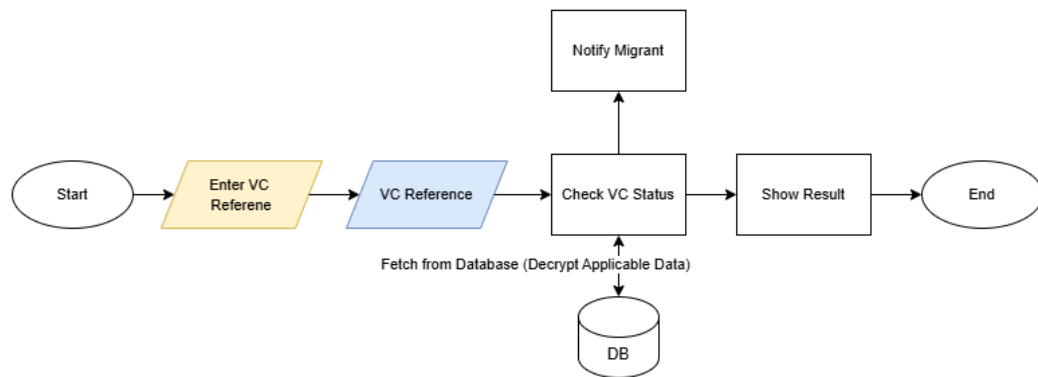 Notify Migrant
Start
Enter VC
Referene
VC Reference
Check VC Status
Show Result
End
Fetch from Database (Decrypt Applicable Data)
DB